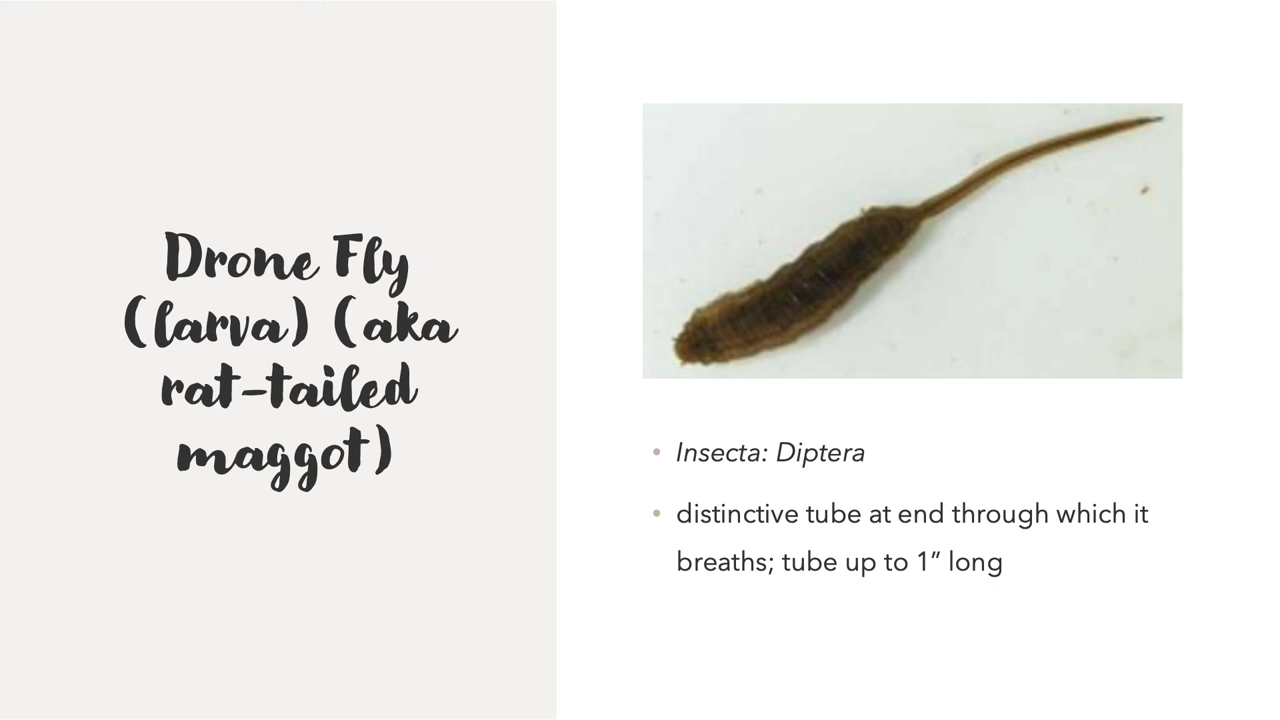 Drone Fly
(larva) (aka
rat-tailed
maggot)
• Insecta: Diptera
• distinctive tube at end through which it
breaths; tube up to 1” long